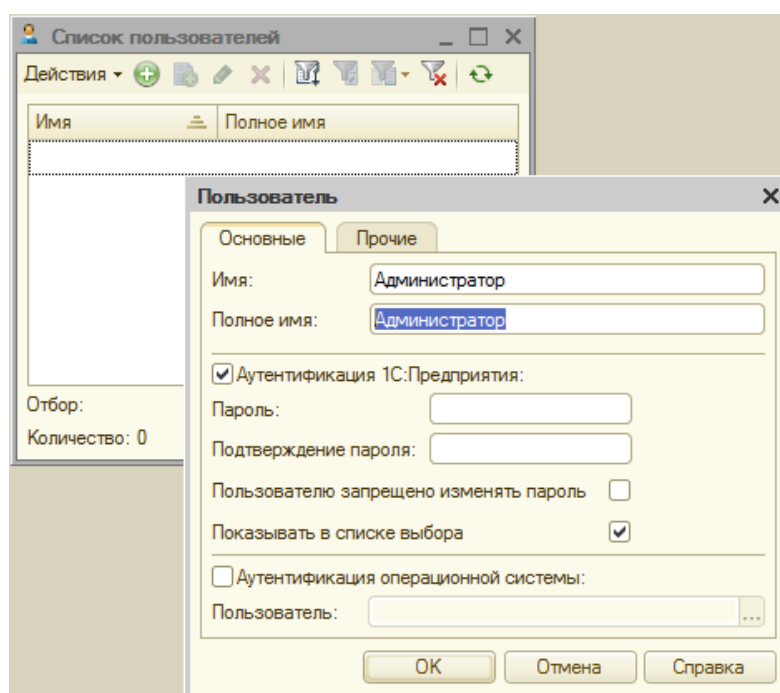 Список пользователей
Действия
Имя Полное имя
Отбор:
Количество: 0
Пользователь
Основные Прочие
Имя: Администратор
Полное имя: Администратор
Аутентификация 1С:Предприятия:
Пароль:
Подтверждение пароля:
Пользователю запрещено изменять пароль
Показывать в списке выбора
Аутентификация операционной системы:
Пользователь: ...
OK Отмена Справка